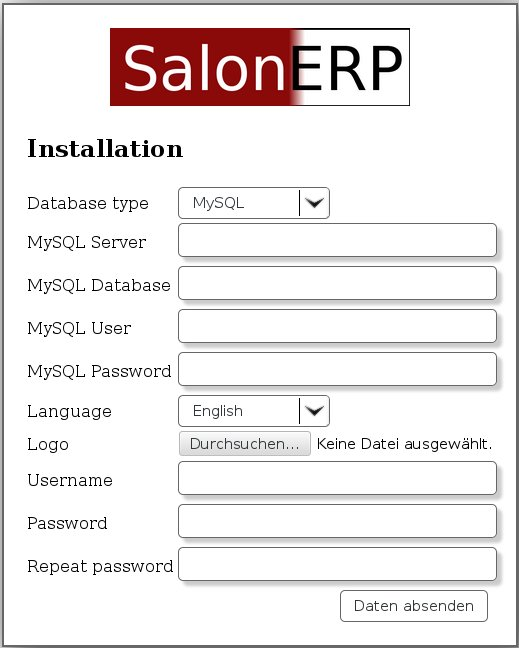 SalonERP
Installation
Database type MySQL
MySQL Server
MySQL Database
MySQL User
MySQL Password
Language English
Logo Durchsuchen... Keine Datei ausgewählt.
Username
Password
Repeat password
Daten absenden